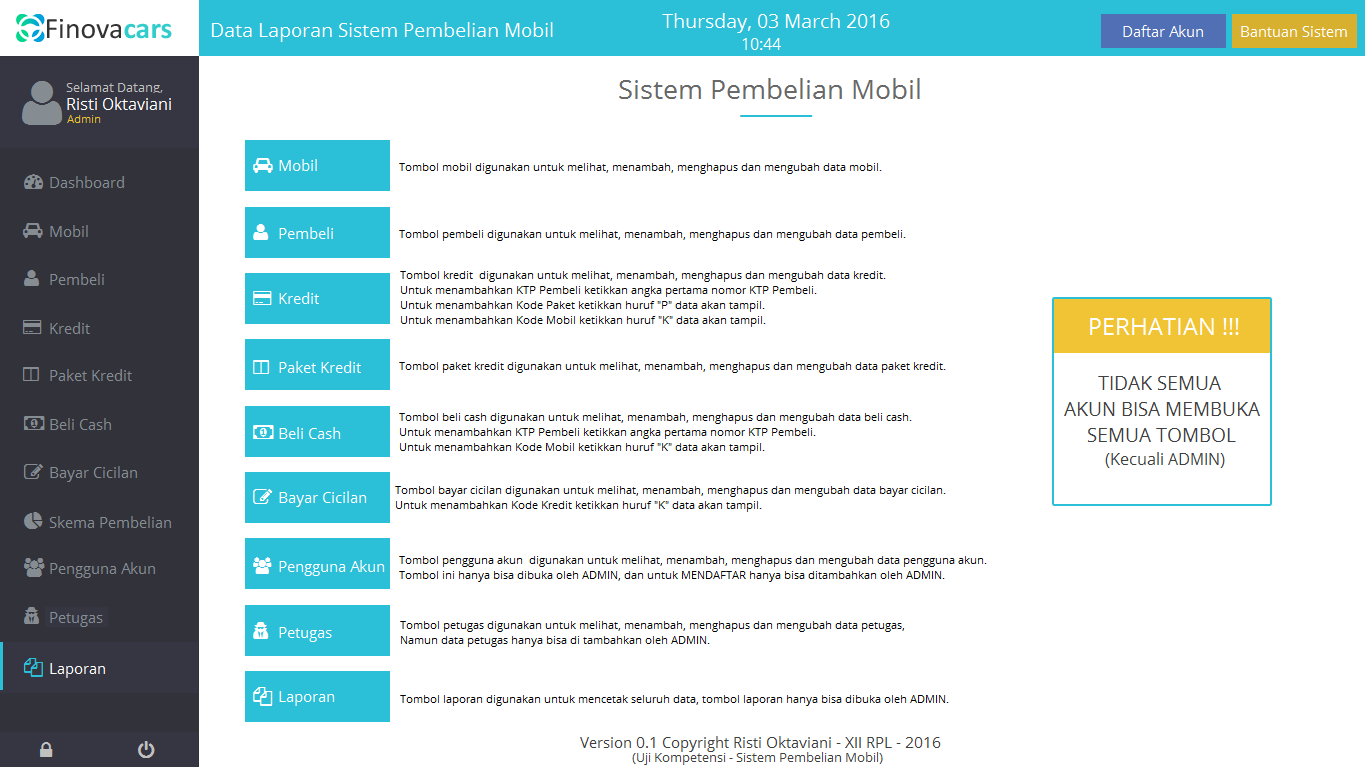 Finovacars
Data Laporan Sistem Pembelian Mobil
Thursday, 03 March 2016
10:44
Daftar Akun
Bantuan Sistem
Selamat Datang,
Risti Oktaviani
Admin
Dashboard
Mobil
Pembeli
Kredit
Paket Kredit
Beli Cash
Bayar Cicilan
Skema Pembelian
Pengguna Akun
Petugas
Laporan
Sistem Pembelian Mobil
Mobil
Tombol mobil digunakan untuk melihat, menambah, menghapus dan mengubah data mobil.
Pembeli
Tombol pembeli digunakan untuk melihat, menambah, menghapus dan mengubah data pembeli.
Kredit
Tombol kredit  digunakan untuk melihat, menambah, menghapus dan mengubah data kredit.
Untuk menambahkan KTP Pembeli ketikkan angka pertama nomor KTP Pembeli.
Untuk menambahkan Kode Paket ketikkan huruf "P" data akan tampil.
Untuk menambahkan Kode Mobil ketikkan huruf "K" data akan tampil.
Paket Kredit
Tombol paket kredit digunakan untuk melihat, menambah, menghapus dan mengubah data paket kredit.
Beli Cash
Tombol beli cash digunakan untuk melihat, menambah, menghapus dan mengubah data beli cash.
Untuk menambahkan KTP Pembeli ketikkan angka pertama nomor KTP Pembeli.
Untuk menambahkan Kode Mobil ketikkan huruf "K" data akan tampil.
Bayar Cicilan
Tombol bayar cicilan digunakan untuk melihat, menambah, menghapus dan mengubah data bayar cicilan.
Untuk menambahkan Kode Kredit ketikkan huruf "K" data akan tampil.
Pengguna Akun
Tombol pengguna akun  digunakan untuk melihat, menambah, menghapus dan mengubah data pengguna akun.
Tombol ini hanya bisa dibuka oleh ADMIN, dan untuk MENDAFTAR hanya bisa ditambahkan oleh ADMIN.
Petugas
Tombol petugas digunakan untuk melihat, menambah, menghapus dan mengubah data petugas,
Namun data petugas hanya bisa di tambahkan oleh ADMIN.
Laporan
Tombol laporan digunakan untuk mencetak seluruh data, tombol laporan hanya bisa dibuka oleh ADMIN.
PERHATIAN !!!
TIDAK SEMUA
AKUN BISA MEMBUKA
SEMUA TOMBOL
(Kecuali ADMIN)
Version 0.1 Copyright Risti Oktaviani - XII RPL - 2016
(Uji Kompetensi - Sistem Pembelian Mobil)